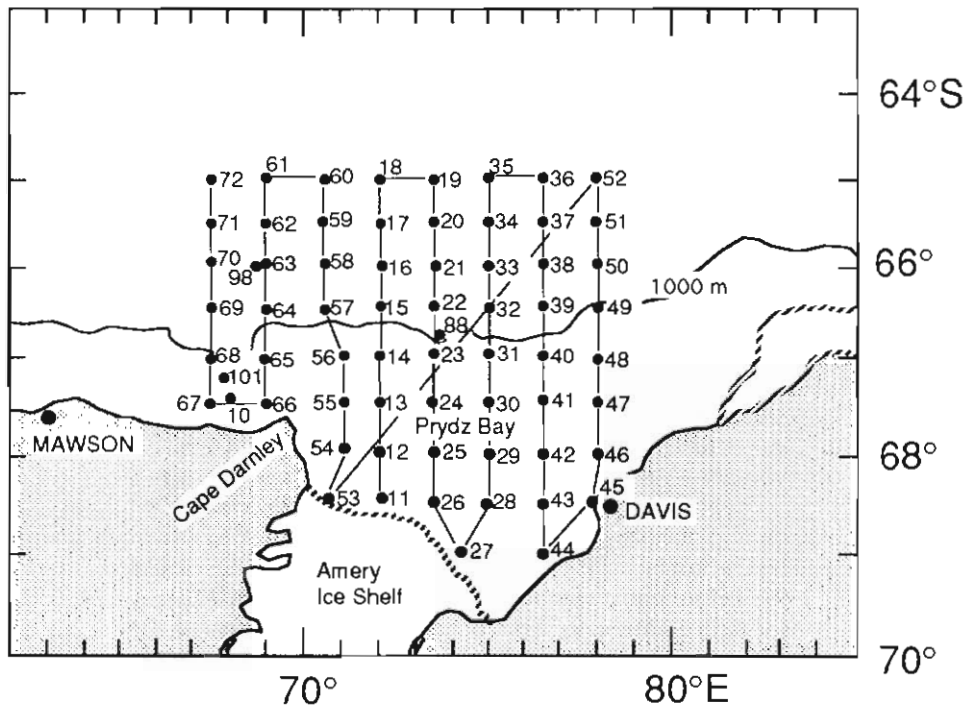 64°S
61 18 35
72 60 19 36 52
71 62 59 17 20 34 37 51
70 63 58 16 21 33 38 50 66°
98
1000 m
69 64 57 15 22 32 39 49
88
68 65 56 14 23 31 40 48
101
67 10 66 55 13 24 30 41 47
MAWSON
Prydz Bay
54 12 25 29 42 46 68°
Cape Darnley
53 11 26 28 43 45
DAVIS
27 44
Amery
Ice Shelf
70°
70° 80°E